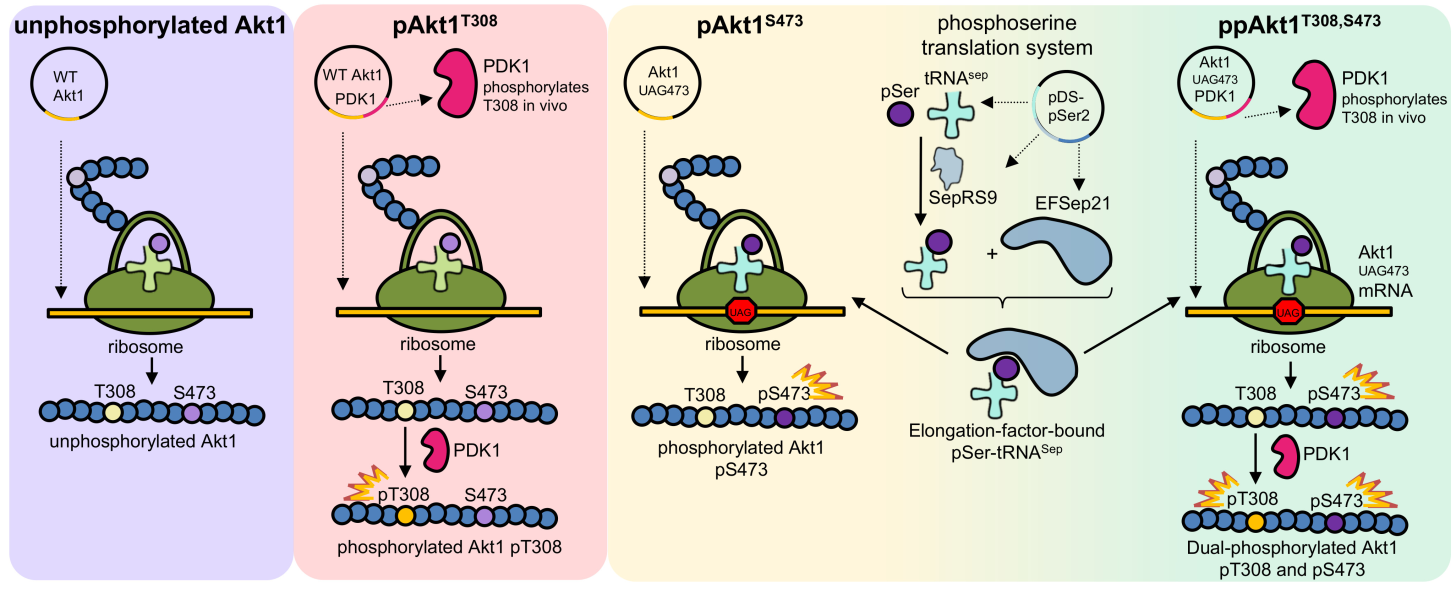 unphosphorylated Akt1
WT
Akt1
ribosome
T308 S473
unphosphorylated Akt1
pAkt1T308
WT Akt1
PDK1
PDK1
phosphorylates
T308 in vivo
ribosome
T308 S473
PDK1
pT308 S473
phosphorylated Akt1 pT308
pAkt1S473
Akt1
UAG473
UAG
ribosome
T308 pS473
phosphorylated Akt1
pS473
phosphoserine
translation system
pSer
tRNAsep
pDS-
pSer2
SepRS9
EFSep21
+
Elongation-factor-bound
pSer-tRNASep
ppAkt1T308,S473
Akt1
UAG473
PDK1
PDK1
phosphorylates
T308 in vivo
Akt1
UAG473
mRNA
UAG
ribosome
T308 pS473
PDK1
pT308 pS473
Dual-phosphorylated Akt1
pT308 and pS473